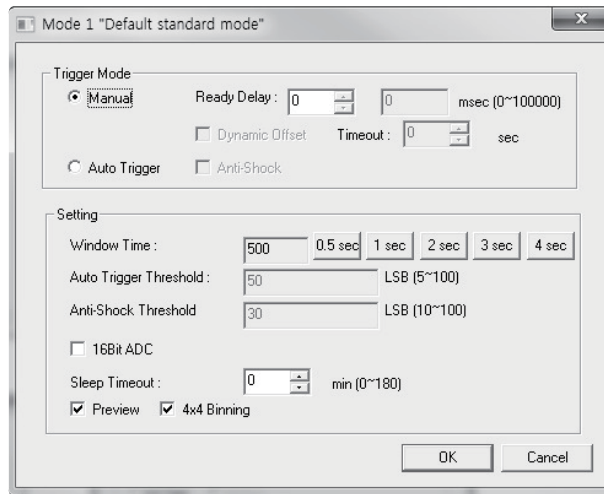 Mode 1 "Default standard mode"
Trigger Mode
Manual Ready Delay : 0 0 msec (0~100000)
Dynamic Offset Timeout : 0 sec
Auto Trigger Anti-Shock
Setting
Window Time : 500 0.5 sec 1 sec 2 sec 3 sec 4 sec
Auto Trigger Threshold : 50 LSB (5~100)
Anti-Shock Threshold 30 LSB (10~100)
16Bit ADC
Sleep Timeout : 0 min (0~180)
Preview 4x4 Binning
OK Cancel